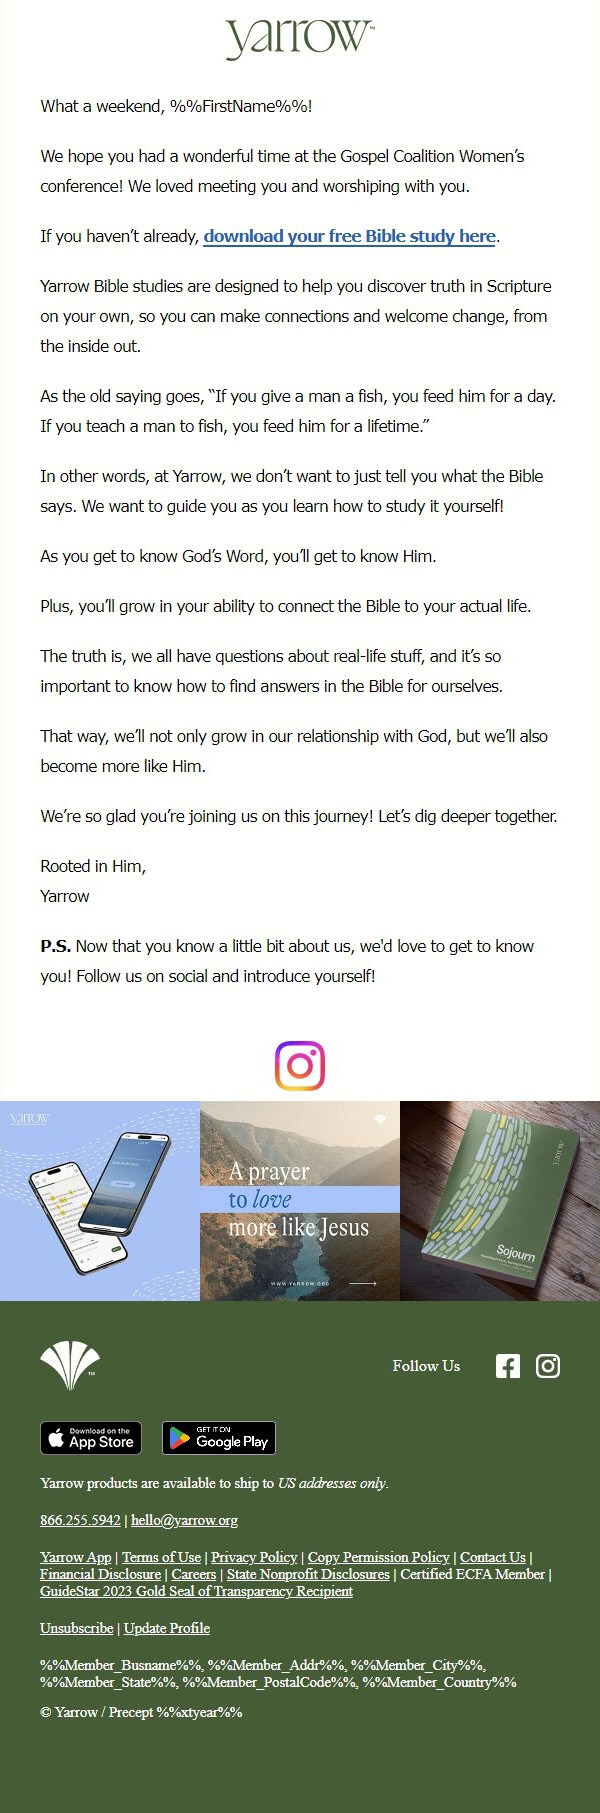 yarrow™
What a weekend, %%FirstName%%!
We hope you had a wonderful time at the Gospel Coalition Women’s
conference! We loved meeting you and worshiping with you.
If you haven’t already, download your free Bible study here.
Yarrow Bible studies are designed to help you discover truth in Scripture
on your own, so you can make connections and welcome change, from
the inside out.
As the old saying goes, “If you give a man a fish, you feed him for a day.
If you teach a man to fish, you feed him for a lifetime.”
In other words, at Yarrow, we don’t want to just tell you what the Bible
says. We want to guide you as you learn how to study it yourself!
As you get to know God’s Word, you’ll get to know Him.
Plus, you’ll grow in your ability to connect the Bible to your actual life.
The truth is, we all have questions about real-life stuff, and it’s so
important to know how to find answers in the Bible for ourselves.
That way, we’ll not only grow in our relationship with God, but we’ll also
become more like Him.
We’re so glad you’re joining us on this journey! Let’s dig deeper together.
Rooted in Him,
Yarrow
P.S. Now that you know a little bit about us, we'd love to get to know
you! Follow us on social and introduce yourself!
yarrow
A prayer
to love
more like Jesus
WWW.YARROW.ORG
yarrow
Sojourn
TM
Follow Us
Download on the
App Store
GET IT ON
Google Play
Yarrow products are available to ship to US addresses only.
866.255.5942 | hello@yarrow.org
Yarrow App | Terms of Use | Privacy Policy | Copy Permission Policy | Contact Us |
Financial Disclosure | Careers | State Nonprofit Disclosures | Certified ECFA Member |
GuideStar 2023 Gold Seal of Transparency Recipient
Unsubscribe | Update Profile
%%Member_Busname%%, %%Member_Addr%%, %%Member_City%%,
%%Member_State%%, %%Member_PostalCode%%, %%Member_Country%%
© Yarrow / Precept %%xtyear%%